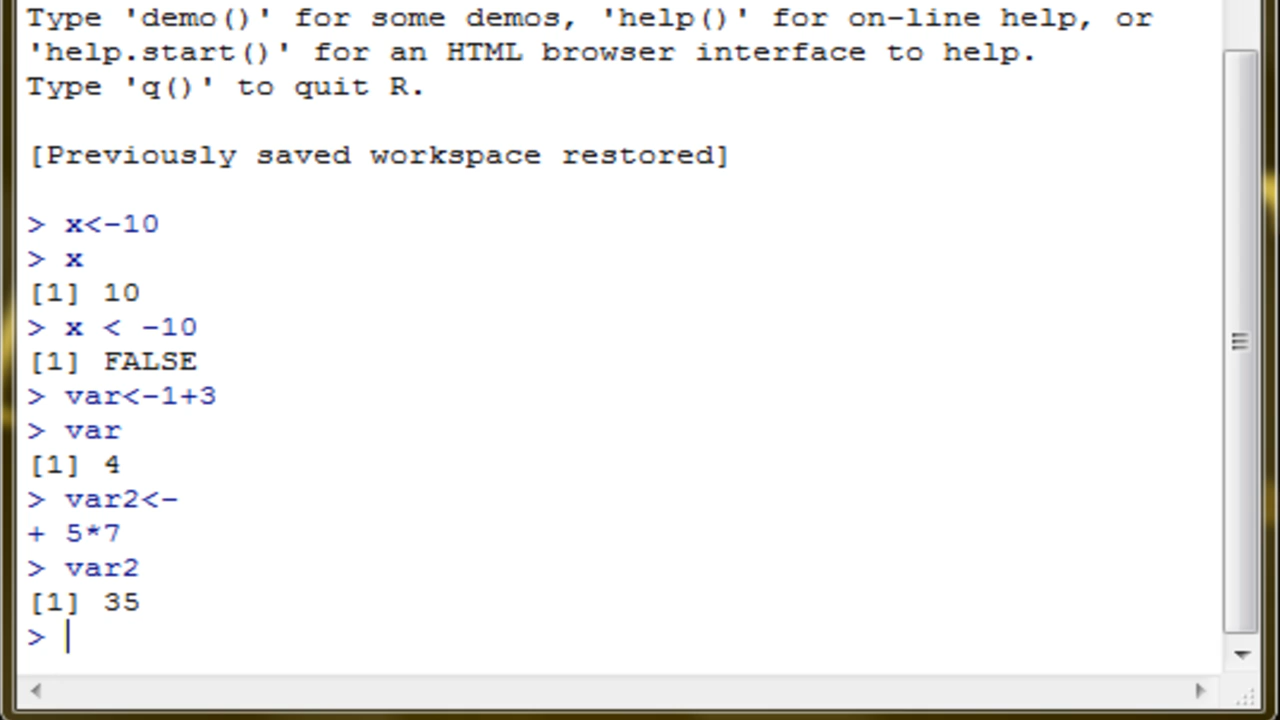 Type 'demo()' for some demos, 'help()' for on-line help, or
'help.start()' for an HTML browser interface to help.
Type 'q()' to quit R.
[Previously saved workspace restored]
> x<-10
> x
[1] 10
> x < -10
[1] FALSE
> var<-1+3
> var
[1] 4
> var2<-
+ 5*7
> var2
[1] 35
>